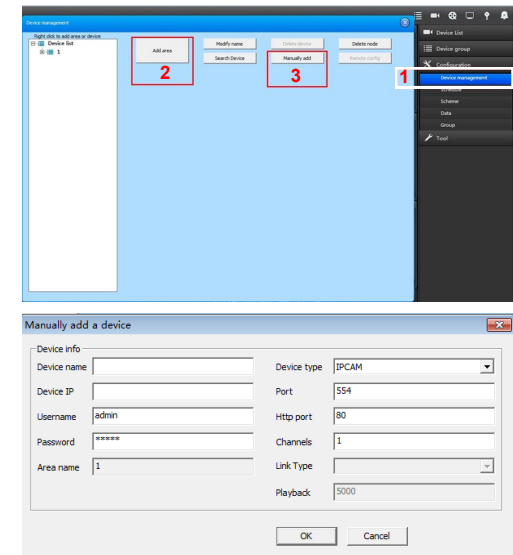 Device management
Right click to add area or device
Device list
1
Add area
2
Modify name
Delete device
Delete node
Search Device
Manually add
Remote config
3
Device List
Device group
Configuration
1
Device management
Schedule
Scheme
Data
Group
Tool
Manually add a device
Device info
Device name
Device type IPCAM
Device IP
Port 554
Username admin
Http port 80
Password *****
Channels 1
Area name 1
Link Type
Playback 5000
OK Cancel